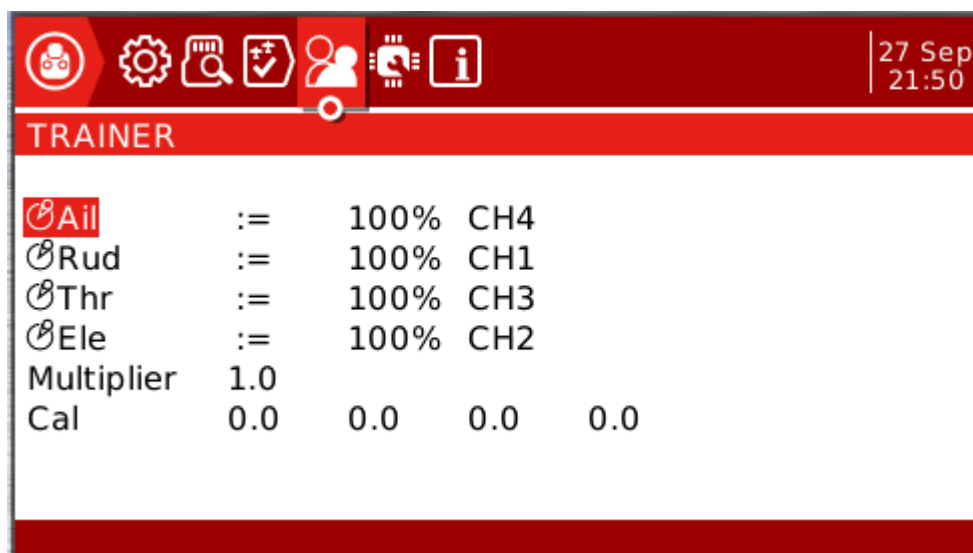 27 Sep
21:50
TRAINER
Ail := 100% CH4
Rud := 100% CH1
Thr := 100% CH3
Ele := 100% CH2
Multiplier 1.0
Cal 0.0 0.0 0.0 0.0